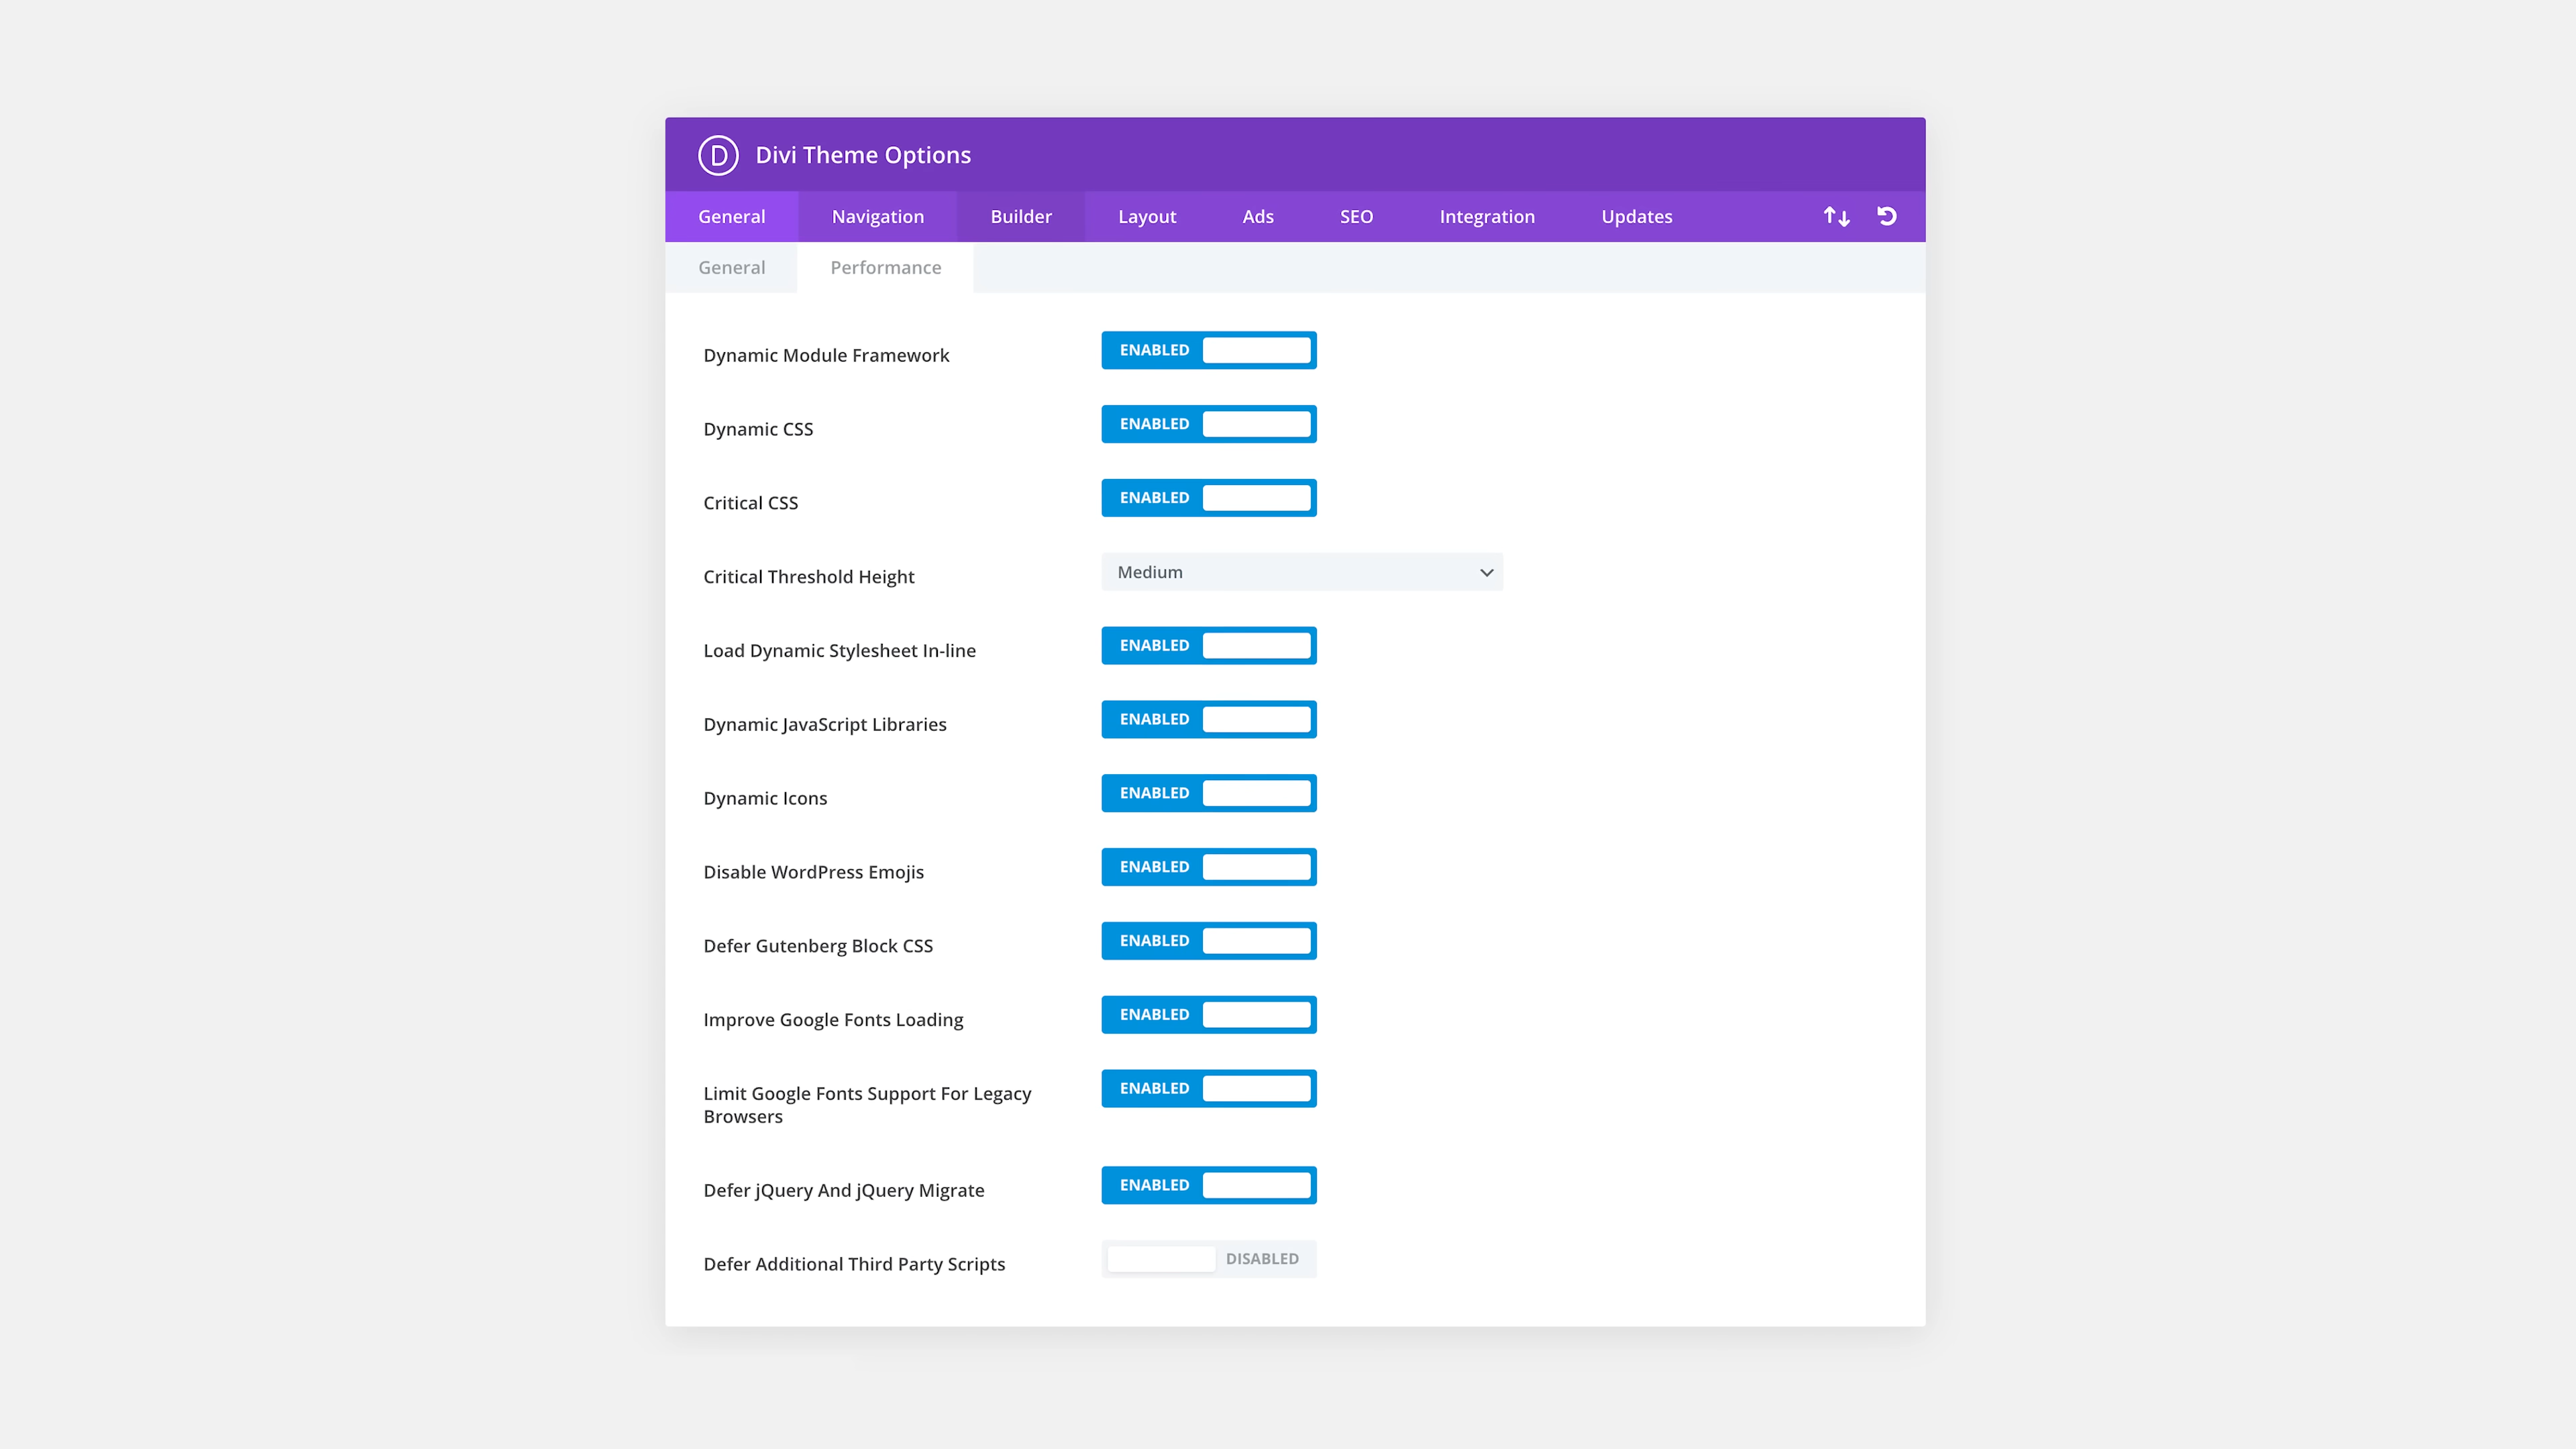 D Divi Theme Options
General Navigation Builder Layout Ads SEO Integration Updates
General Performance
Dynamic Module Framework ENABLED
Dynamic CSS ENABLED
Critical CSS ENABLED
Critical Threshold Height Medium
Load Dynamic Stylesheet In-line ENABLED
Dynamic JavaScript Libraries ENABLED
Dynamic Icons ENABLED
Disable WordPress Emojis ENABLED
Defer Gutenberg Block CSS ENABLED
Improve Google Fonts Loading ENABLED
Limit Google Fonts Support For Legacy ENABLED
Browsers
Defer jQuery And jQuery Migrate ENABLED
Defer Additional Third Party Scripts DISABLED